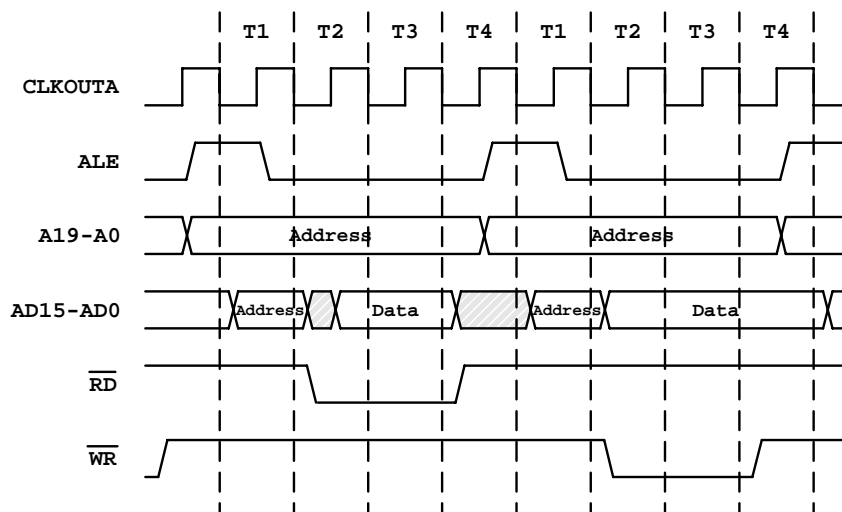 T1 T2 T3 T4 T1 T2 T3 T4
CLKOUTA
ALE
A19-A0 Address Address
AD15-AD0 Address Data Address Data
RD
WR